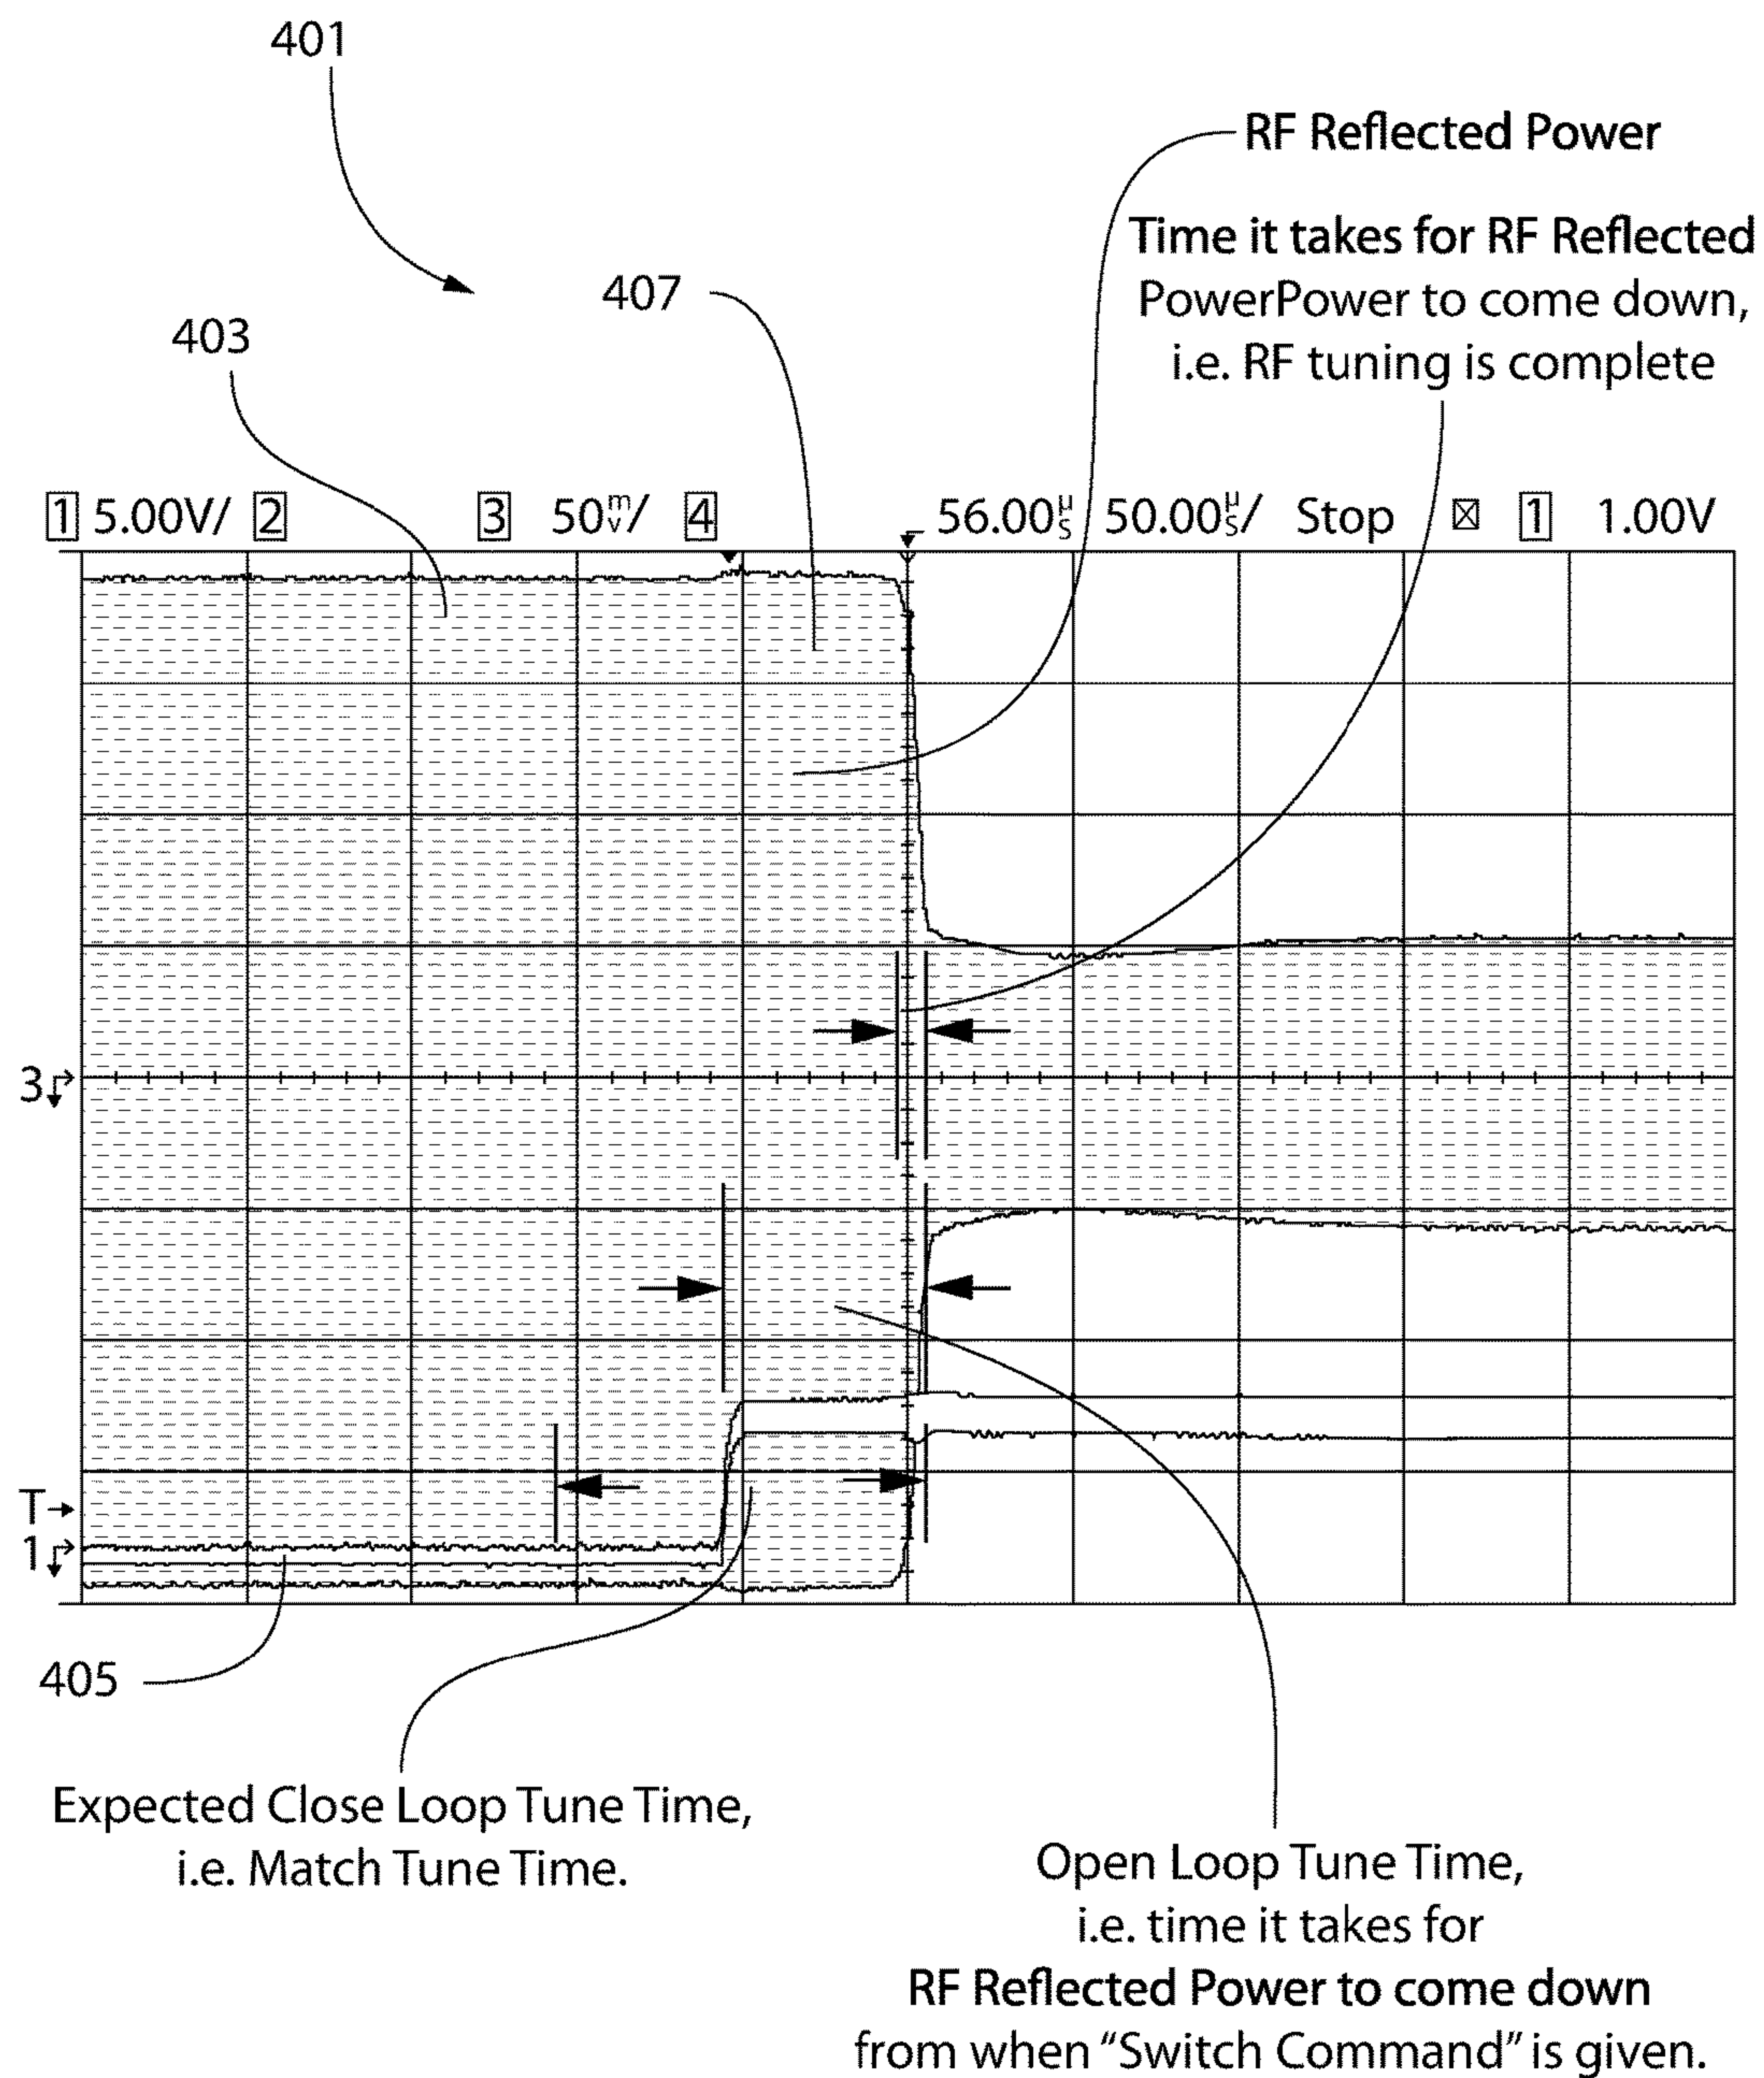 401
RF Reflected Power
Time it takes for RF Reflected
PowerPower to come down,
i.e. RF tuning is complete
407
403
1 5.00V/ 2 3 50mv/ 4 56.00µs 50.00µs/ Stop 1 1.00V
3
T
1
405
Expected Close Loop Tune Time,
i.e. Match Tune Time.
Open Loop Tune Time,
i.e. time it takes for
RF Reflected Power to come down
from when "Switch Command" is given.